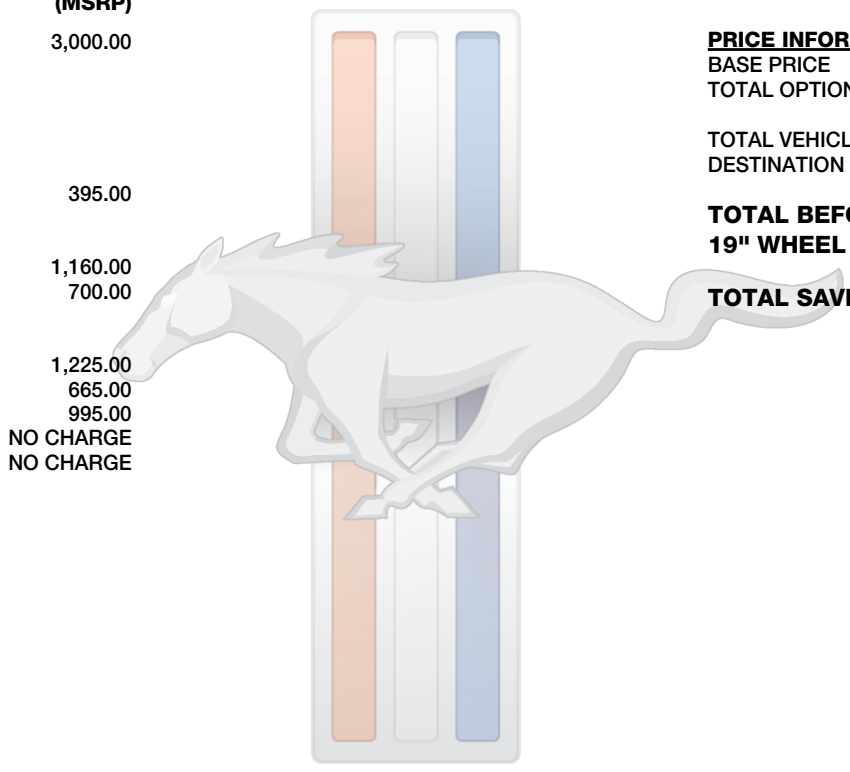 (MSRP)
3,000.00
395.00
1,160.00
700.00
1,225.00
665.00
995.00
NO CHARGE
NO CHARGE
PRICE INFOR
BASE PRICE
TOTAL OPTION
TOTAL VEHICL
DESTINATION
TOTAL BEFO
19" WHEEL
TOTAL SAVI